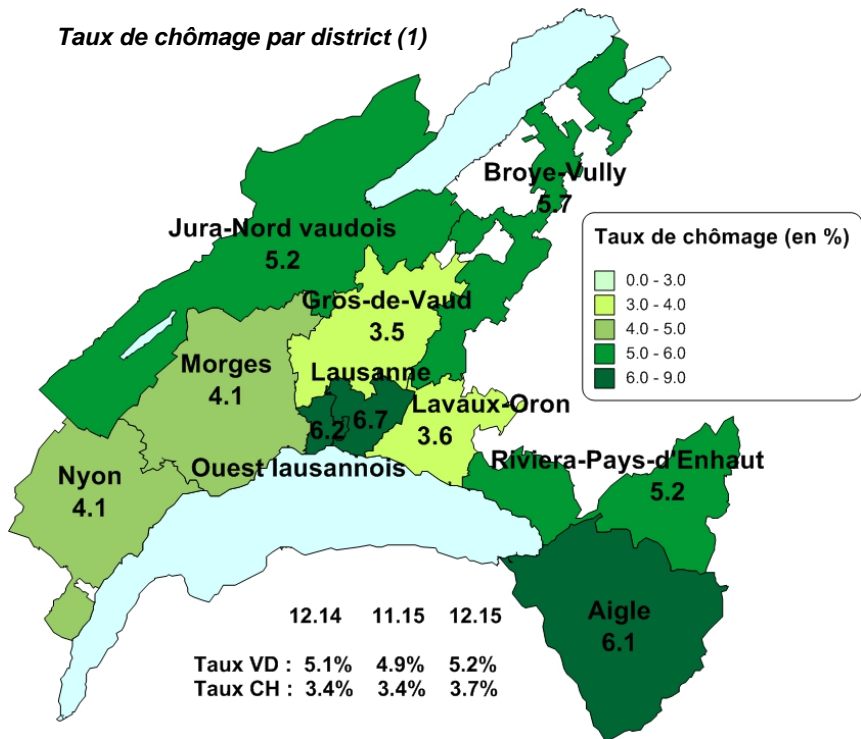 Taux de chômage par district (1)
Broye-Vully
5.7
Jura-Nord vaudois
5.2
Taux de chômage (en %)
0.0 - 3.0
3.0 - 4.0
4.0 - 5.0
5.0 - 6.0
6.0 - 9.0
Gros-de-Vaud
3.5
Morges
4.1
Lausanne
6.7
6.2
Lavaux-Oron
3.6
Ouest lausannois
Riviera-Pays-d'Enhaut
5.2
Nyon
4.1
Aigle
6.1
12.14 11.15 12.15
Taux VD : 5.1% 4.9% 5.2%
Taux CH : 3.4% 3.4% 3.7%